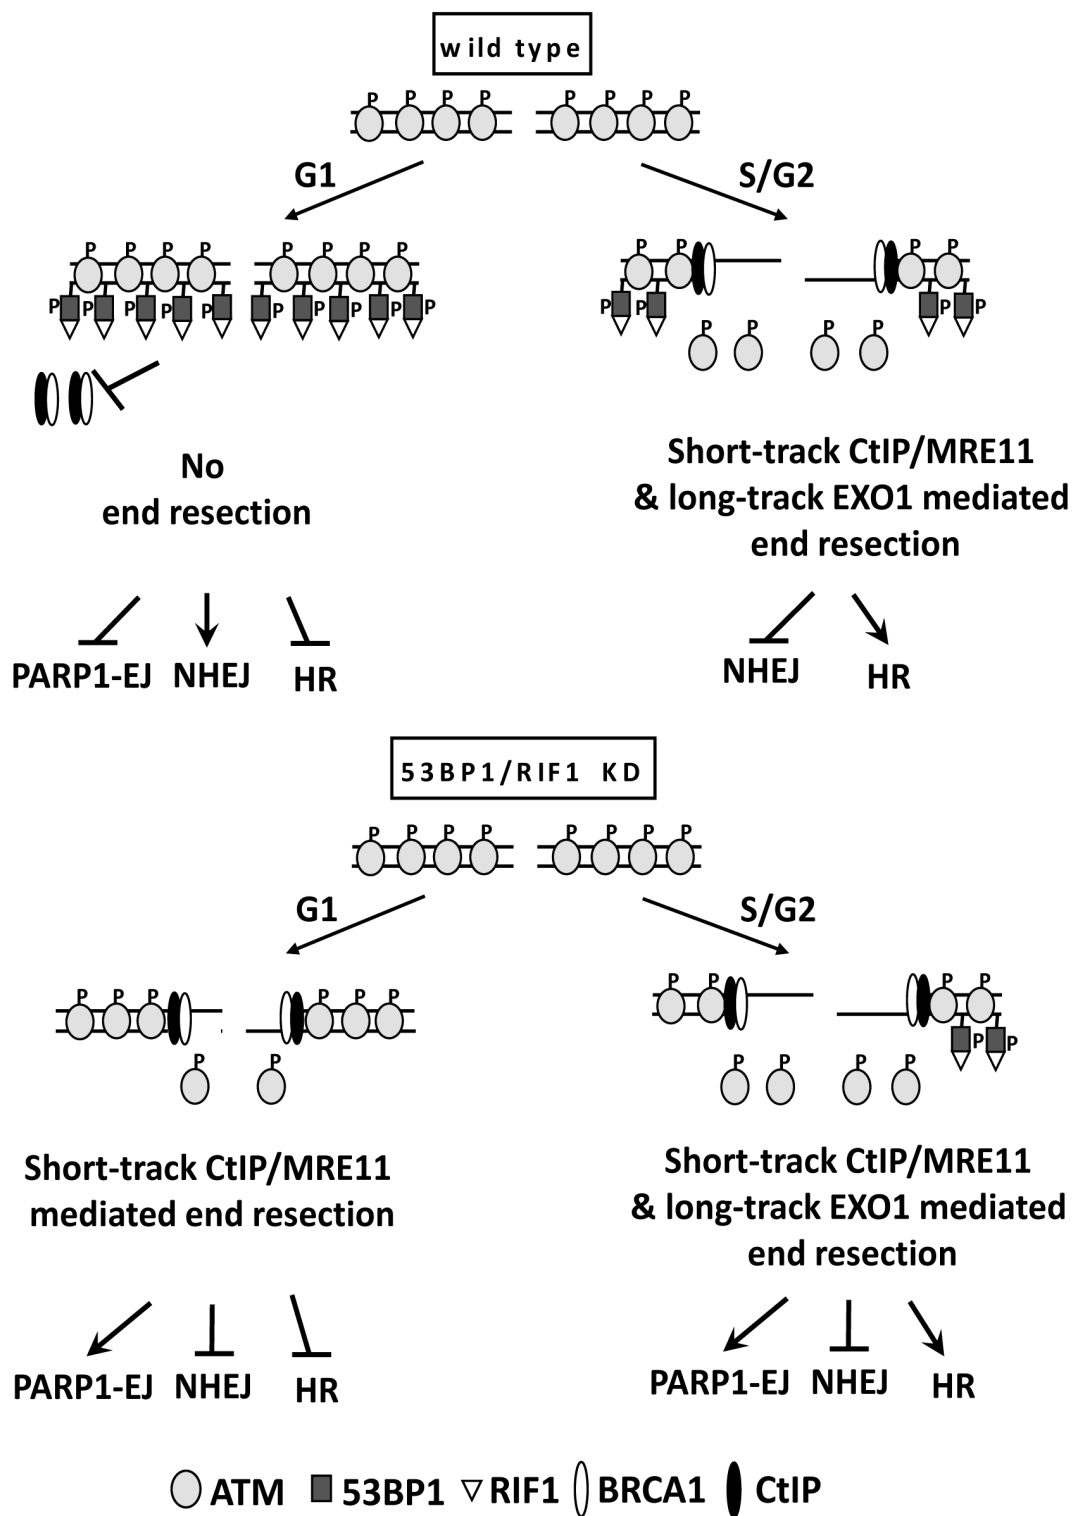 wild type
P P P P P P P P
G1 S/G2
P P P P P P P P
P P P P P P P P P P
P P P P
P P P P
P P P P
No
end resection
Short-track CtIP/MRE11
& long-track EXO1 mediated
end resection
PARP1-EJ NHEJ HR
NHEJ HR
53BP1/RIF1 KD
P P P P P P P P
G1 S/G2
P P P P P P
P P
P P P P
P P
P P P P
Short-track CtIP/MRE11
mediated end resection
Short-track CtIP/MRE11
& long-track EXO1 mediated
end resection
PARP1-EJ NHEJ HR
PARP1-EJ NHEJ HR
ATM 53BP1 RIF1 BRCA1 CtIP